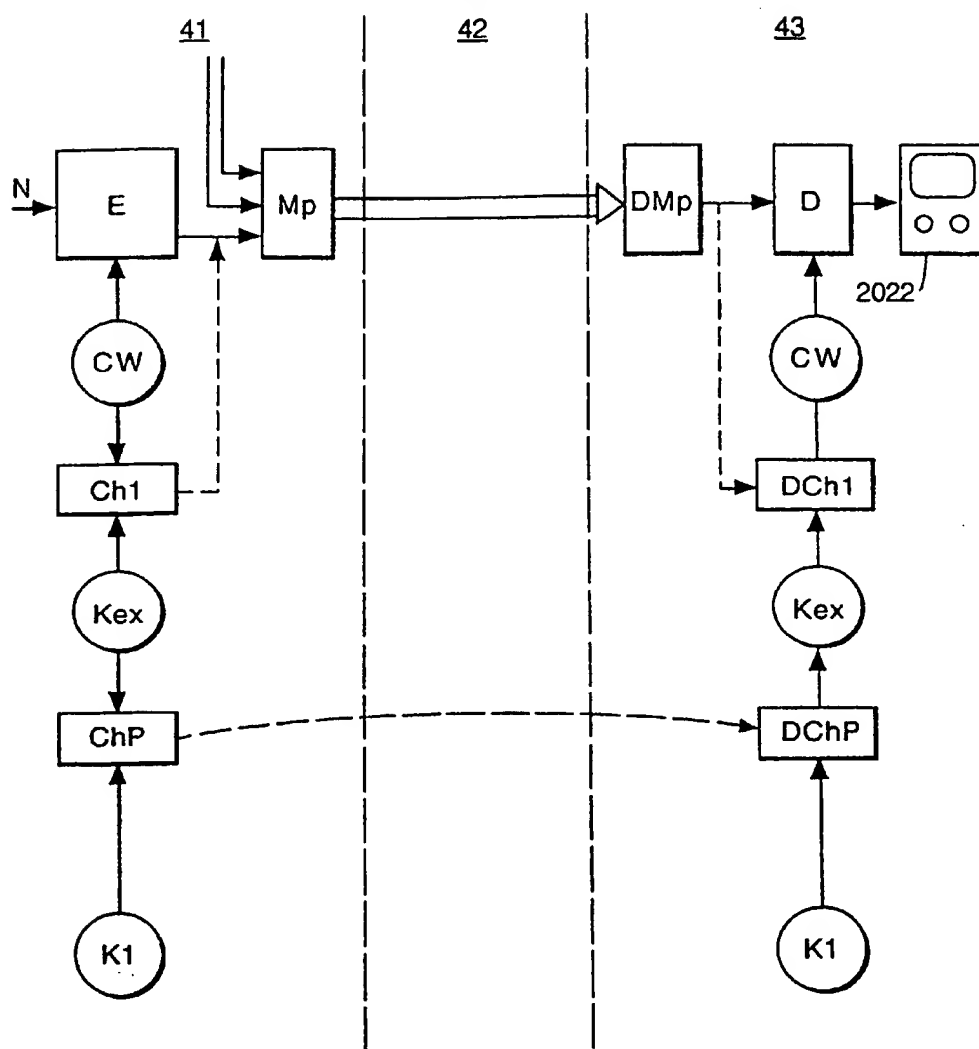 41 42 43
N E Mp DMp D
2022
CW CW
Ch1 DCh1
Kex Kex
ChP DChP
K1 K1